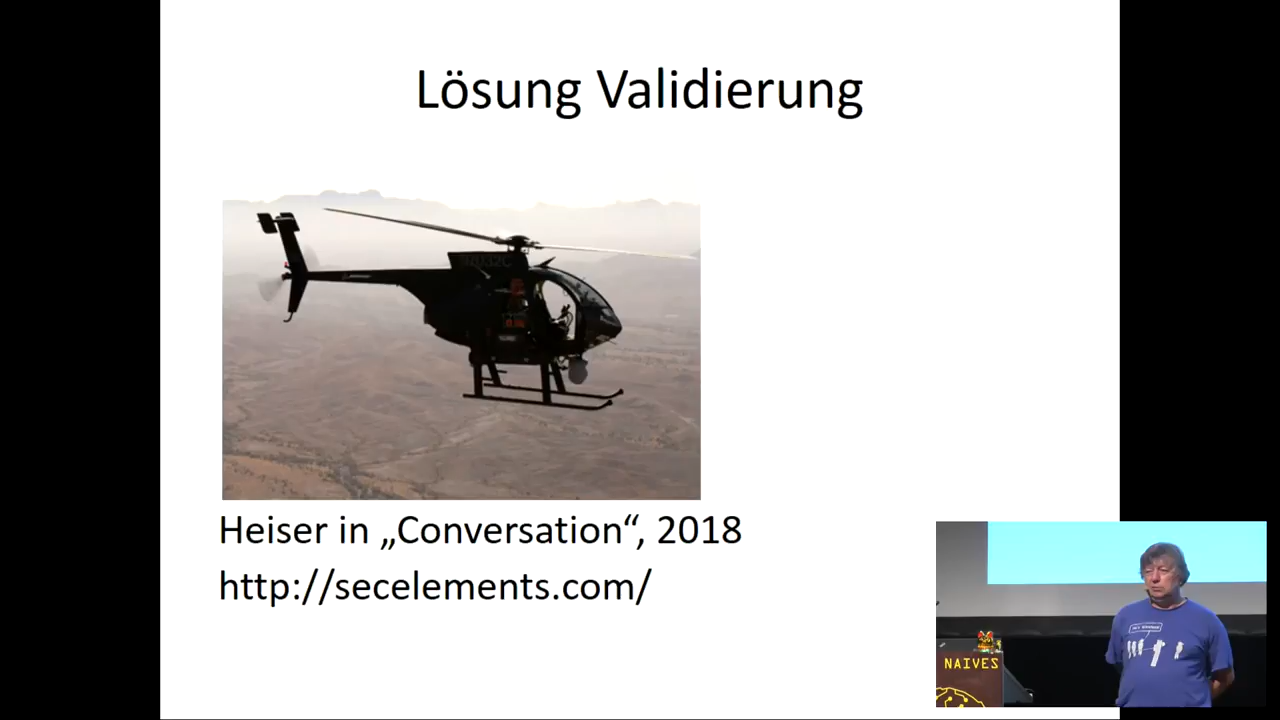 Lösung Validierung
Heiser in „Conversation“, 2018
http://secelements.com/
NAIVES